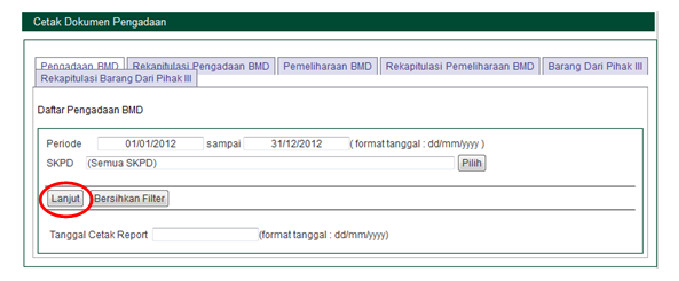 Cetak Dokumen Pengadaan
Pengadaan BMD Rekapitulasi Pengadaan BMD Pemeliharaan BMD Rekapitulasi Pemeliharaan BMD Barang Dari Pihak III
Rekapitulasi Barang Dari Pihak III
Daftar Pengadaan BMD
Periode 01/01/2012 sampai 31/12/2012 (format tanggal : dd/mm/yyyy )
SKPD (Semua SKPD) Pilih
Lanjut Bersihkan Filter
Tanggal Cetak Report (format tanggal : dd/mm/yyyy)